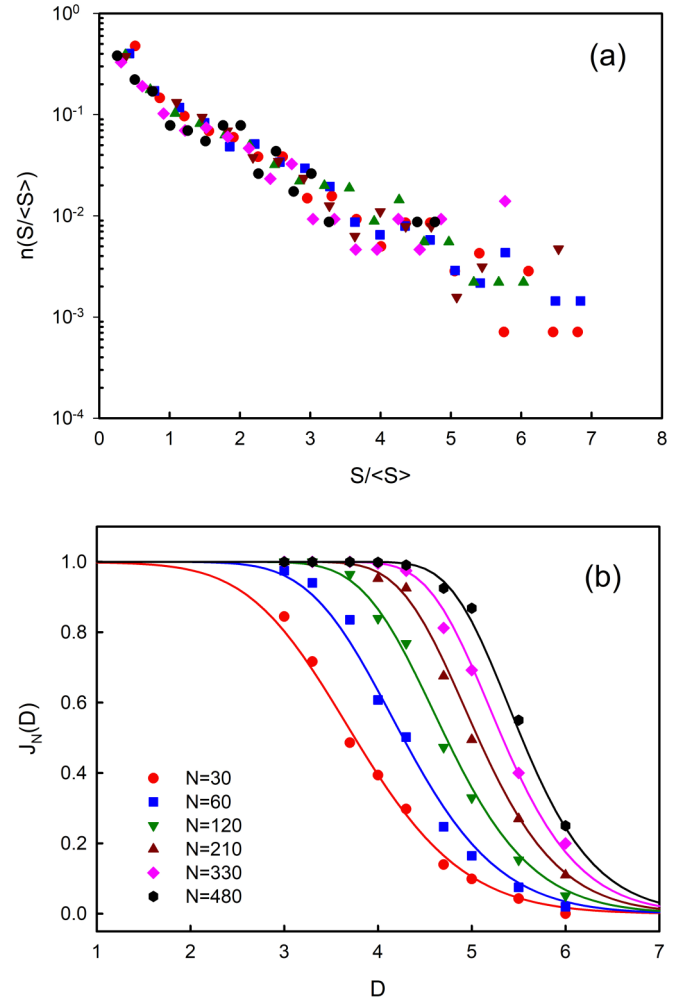 (a)
10⁰
10⁻¹
10⁻²
10⁻³
10⁻⁴
n(S/<S>)
0 1 2 3 4 5 6 7 8
S/<S>
(b)
1.0
0.8
0.6
0.4
0.2
0.0
J_N(D)
N=30
N=60
N=120
N=210
N=330
N=480
1 2 3 4 5 6 7
D